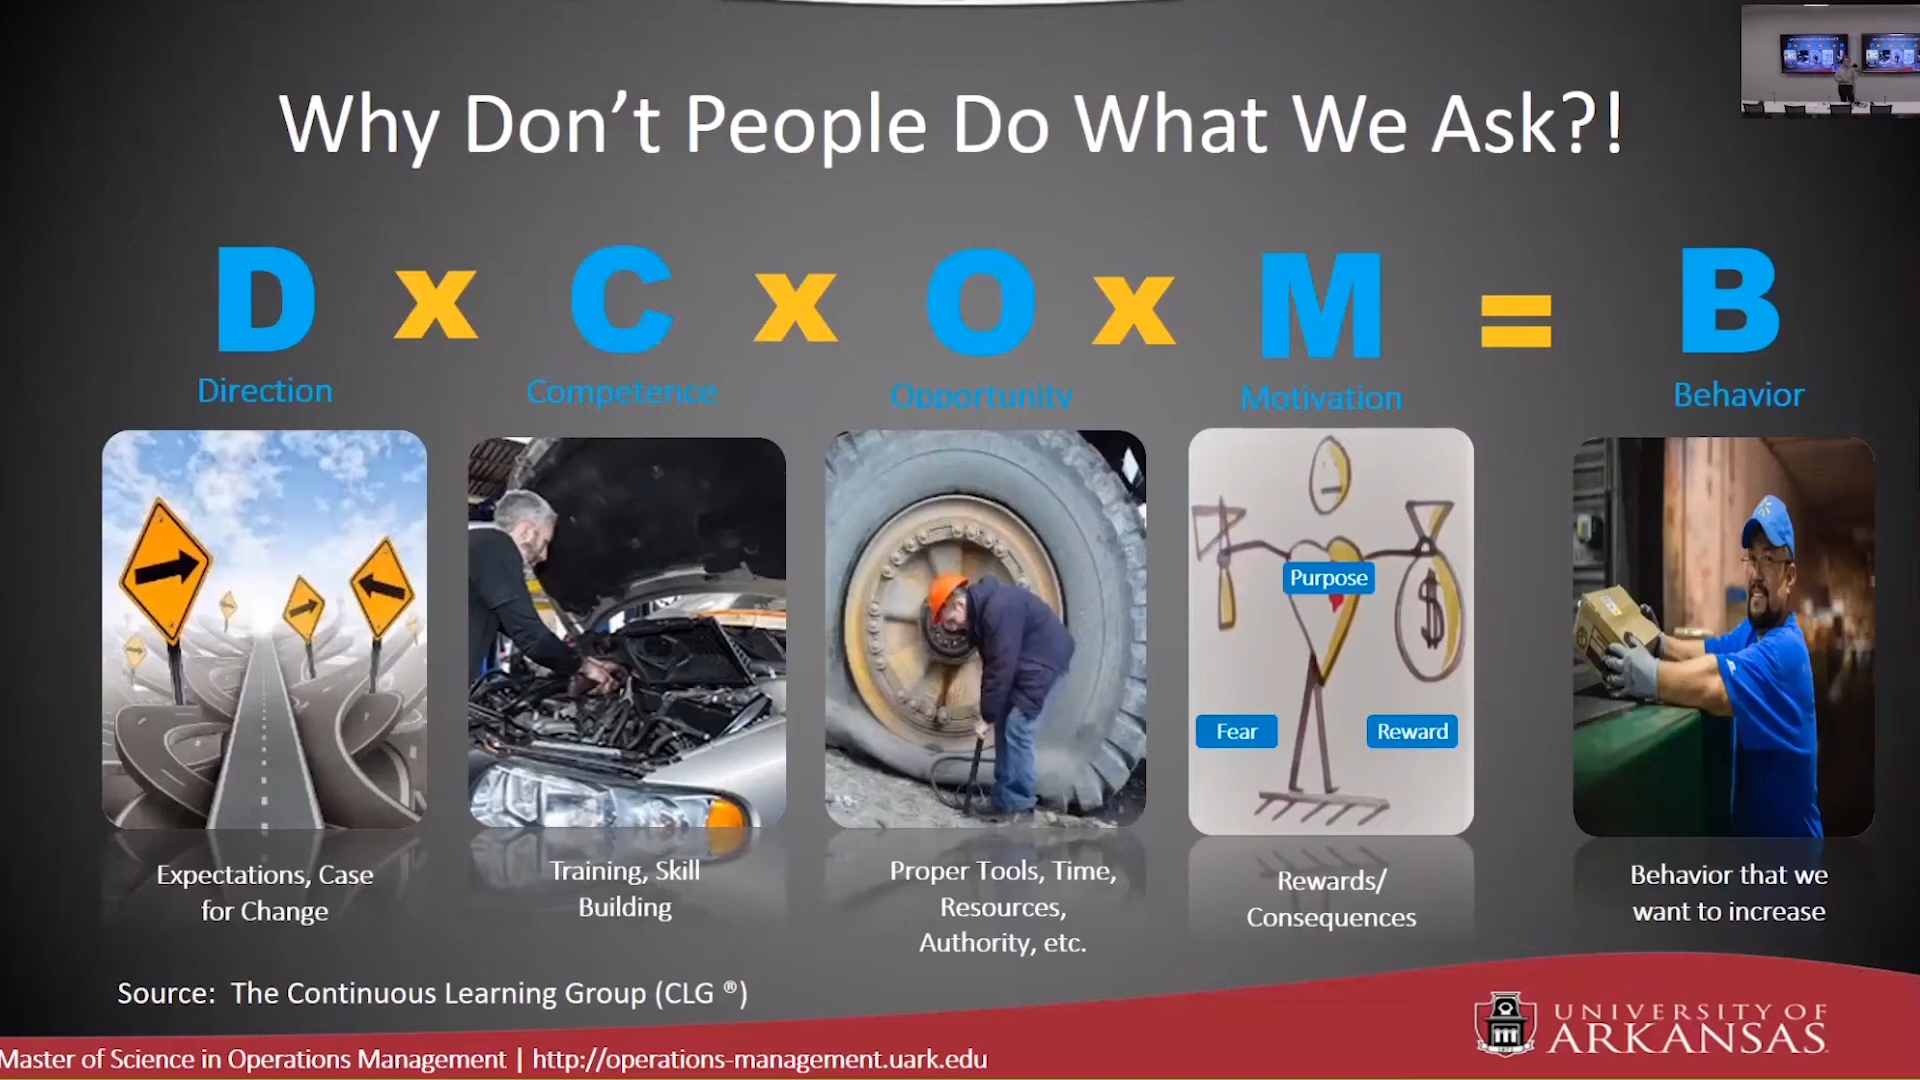 Why Don't People Do What We Ask?!
D x C x O x M = B
Direction Competence Opportunity Motivation Behavior
Purpose
Fear Reward
$
Expectations, Case
for Change
Training, Skill
Building
Proper Tools, Time,
Resources,
Authority, etc.
Rewards/
Consequences
Behavior that we
want to increase
Source: The Continuous Learning Group (CLG ®)
UNIVERSITY OF
ARKANSAS
Master of Science in Operations Management | http://operations-management.uark.edu